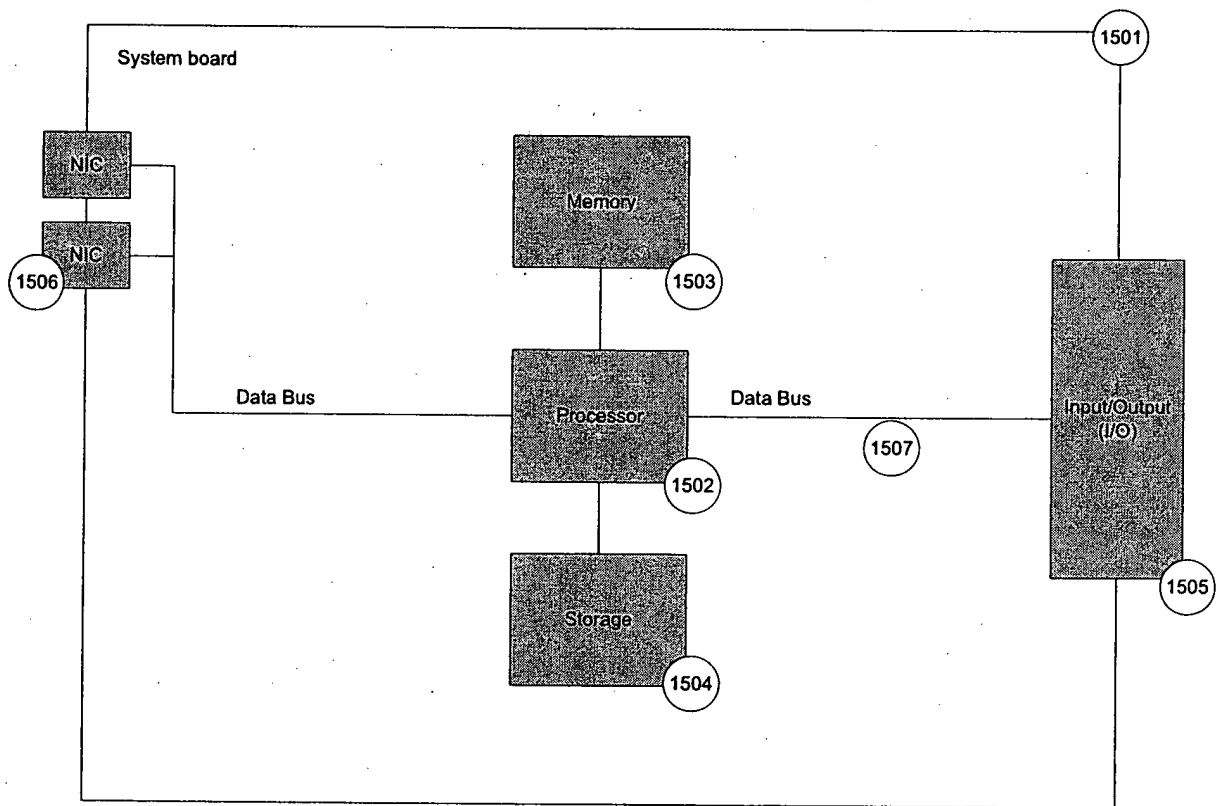 1501
System board
NIC
Memory
NIC
1506
1503
Data Bus
Processor
Data Bus
Input/Output
(I/O)
1507
1502
1505
Storage
1504